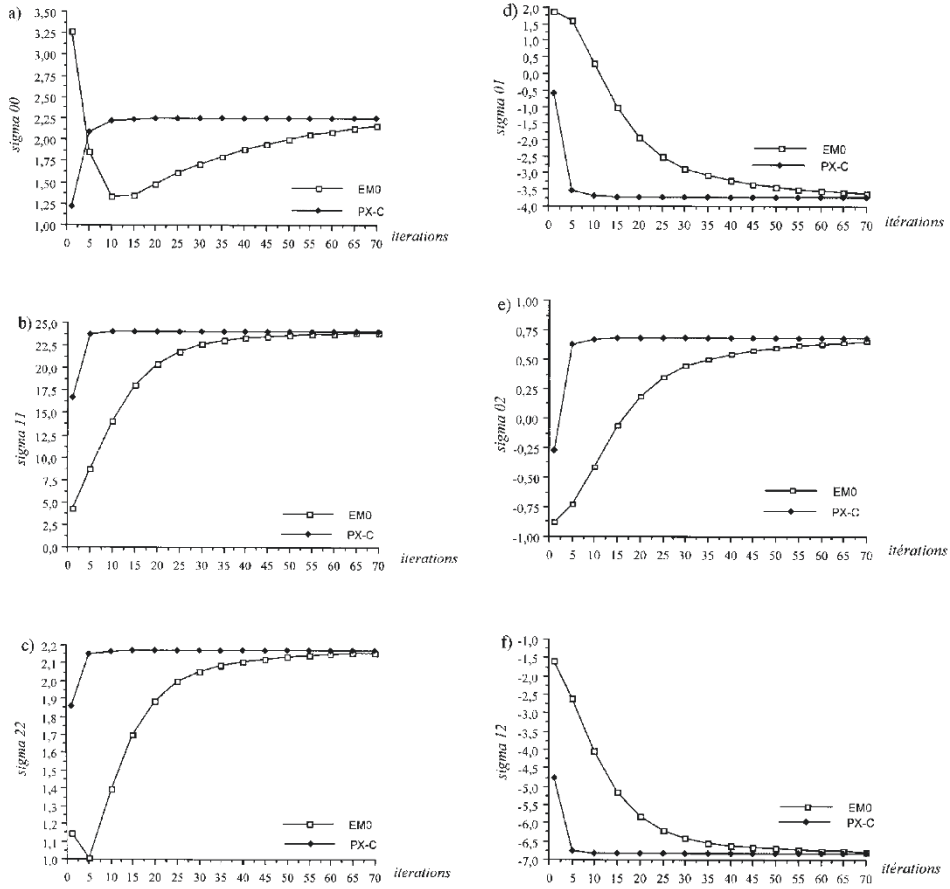 a)
3,50
3,25
3,00
2,75
2,50
2,25
2,00
1,75
1,50
1,25
1,00
sigma 00
EM0
PX-C
0 5 10 15 20 25 30 35 40 45 50 55 60 65 70
iterations
d)
2,0
1,5
1,0
0,5
0,0
-0,5
-1,0
-1,5
-2,0
-2,5
-3,0
-3,5
-4,0
sigma 01
EM0
PX-C
0 5 10 15 20 25 30 35 40 45 50 55 60 65 70
itérations
b)
25,0
22,5
20,0
17,5
15,0
12,5
10,0
7,5
5,0
2,5
0,0
sigma 11
EM0
PX-C
0 5 10 15 20 25 30 35 40 45 50 55 60 65 70
iterations
e)
1,00
0,75
0,50
0,25
0,00
-0,25
-0,50
-0,75
-1,00
sigma 02
EM0
PX-C
0 5 10 15 20 25 30 35 40 45 50 55 60 65 70
itérations
c)
2,2
2,1
2,0
1,9
1,8
1,7
1,6
1,5
1,4
1,3
1,2
1,1
1,0
sigma 22
EM0
PX-C
0 5 10 15 20 25 30 35 40 45 50 55 60 65 70
iterations
f)
-1,0
-1,5
-2,0
-2,5
-3,0
-3,5
-4,0
-4,5
-5,0
-5,5
-6,0
-6,5
-7,0
sigma 12
EM0
PX-C
0 5 10 15 20 25 30 35 40 45 50 55 60 65 70
itérations